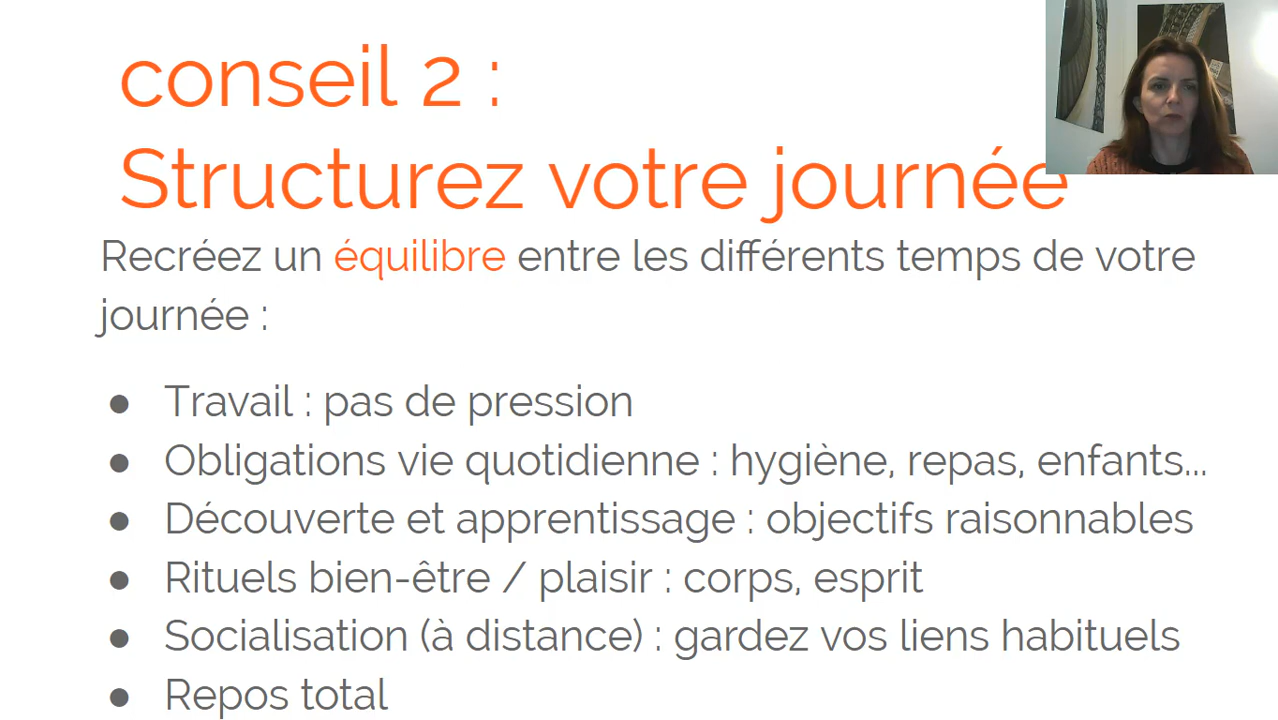 conseil 2 :
Structurez votre journée
Recréez un équilibre entre les différents temps de votre
journée :
● Travail : pas de pression
● Obligations vie quotidienne : hygiène, repas, enfants...
● Découverte et apprentissage : objectifs raisonnables
● Rituels bien-être / plaisir : corps, esprit
● Socialisation (à distance) : gardez vos liens habituels
● Repos total